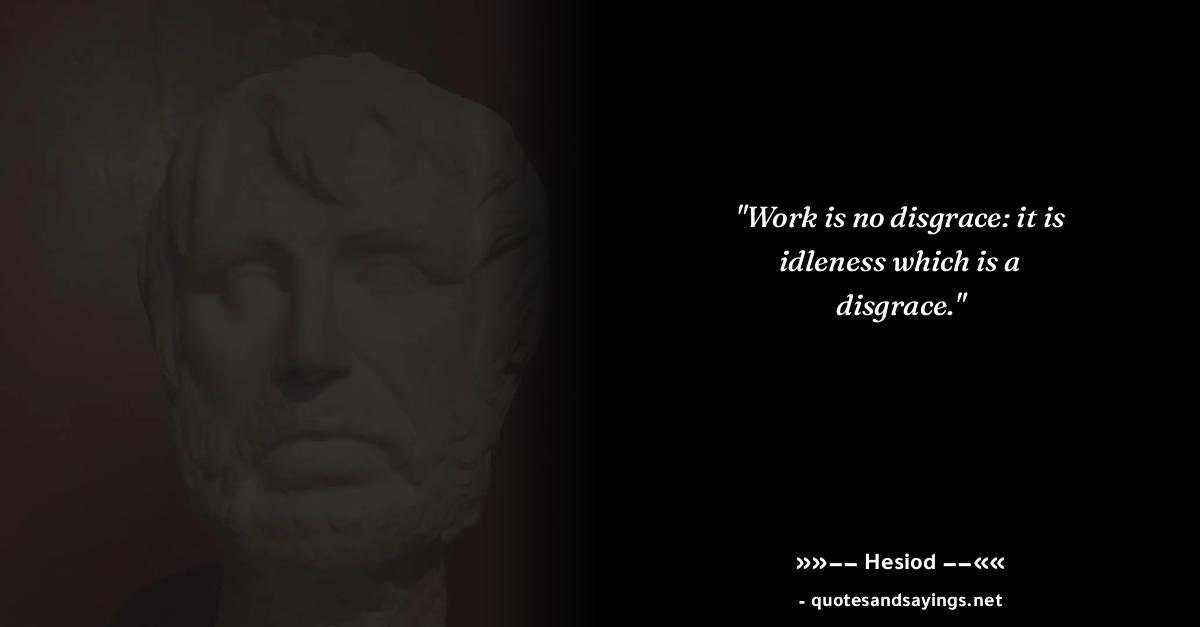 "Work is no disgrace: it is
idleness which is a
disgrace."
»»–– Hesiod ––««
- quotesandsayings.net